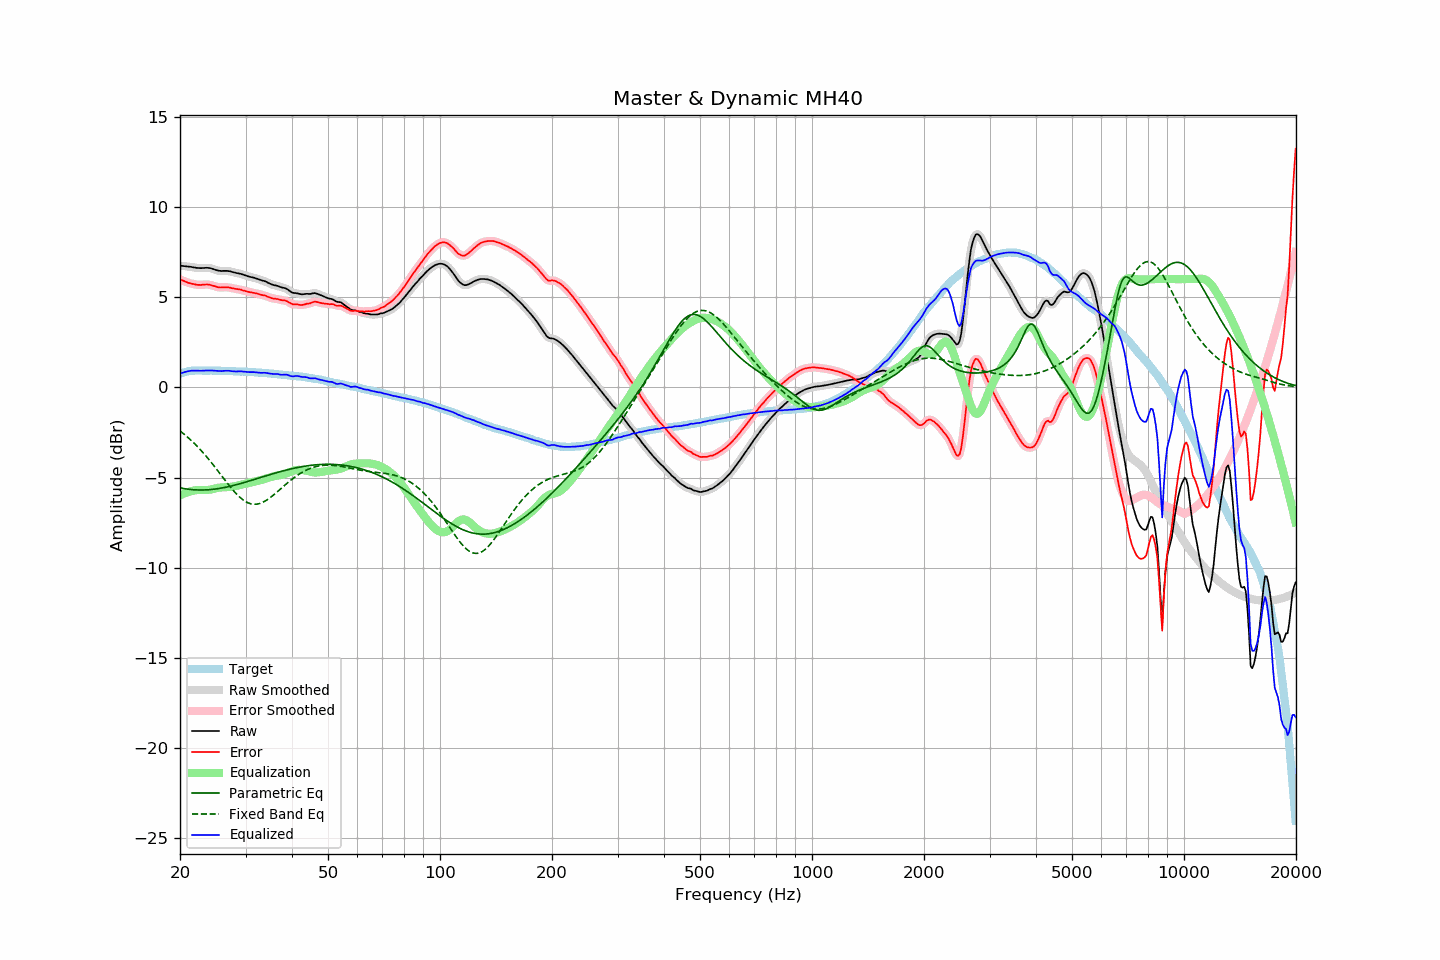 Master & Dynamic MH40
Amplitude (dBr)
15
10
5
0
−5
−10
−15
−20
−25
Target
Raw Smoothed
Error Smoothed
Raw
Error
Equalization
Parametric Eq
Fixed Band Eq
Equalized
20 50 100 200 500 1000 2000 5000 10000 20000
Frequency (Hz)